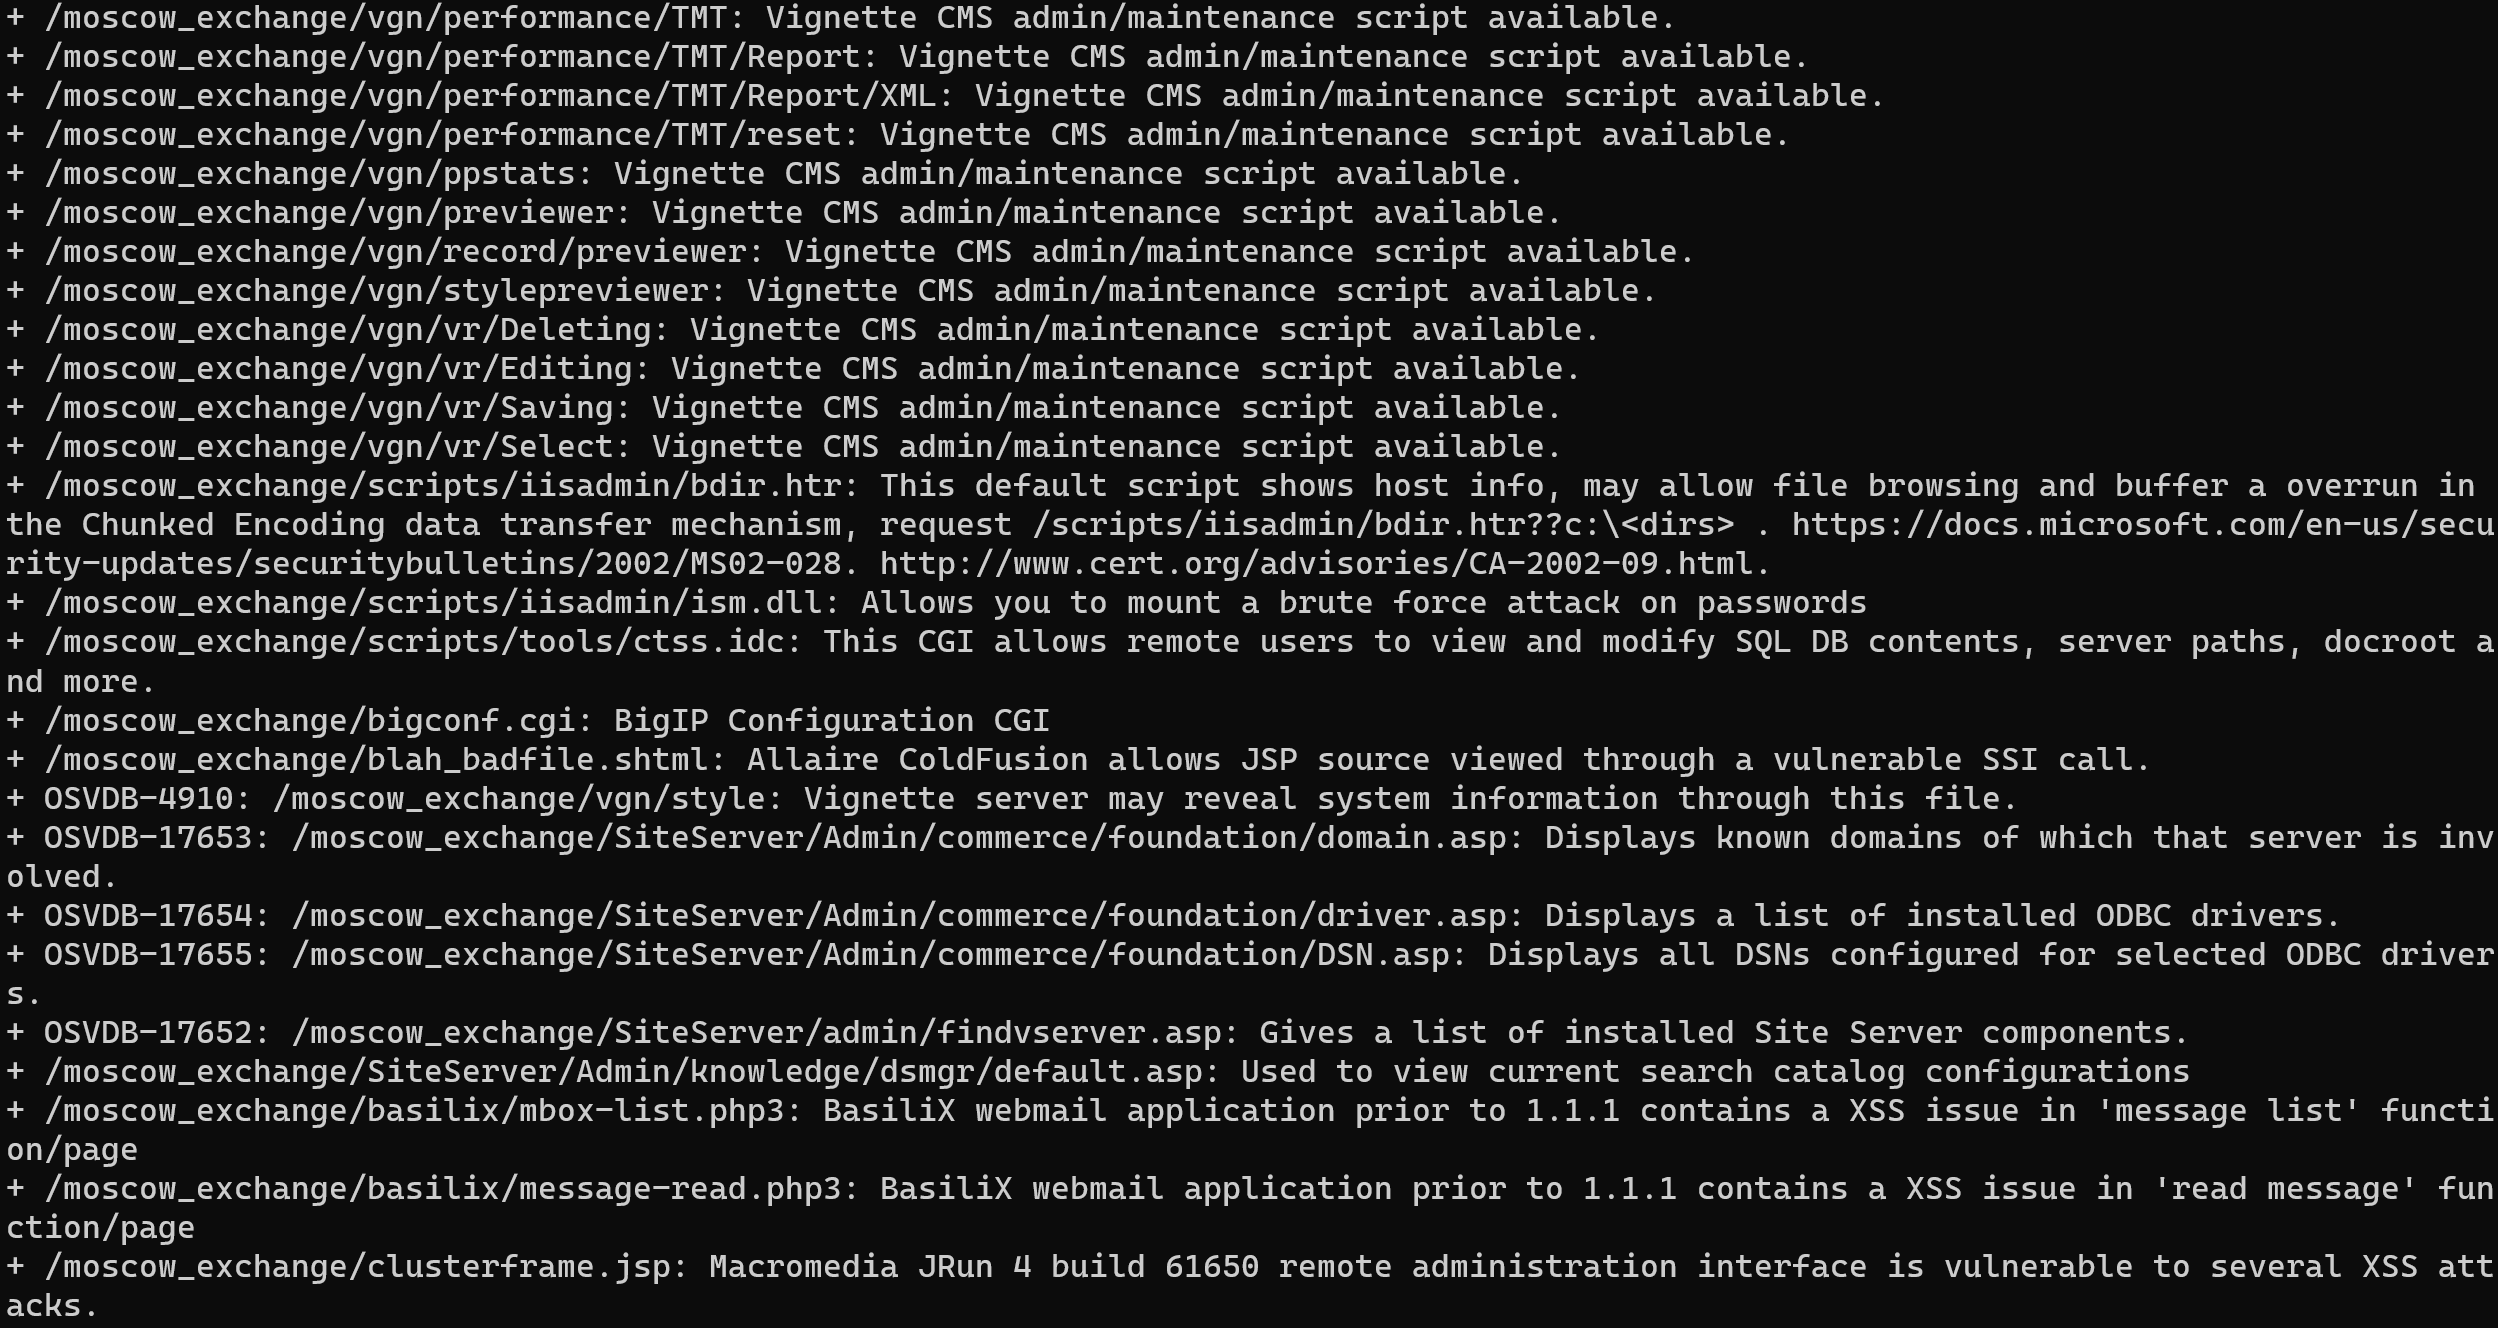 + /moscow_exchange/vgn/performance/TMT: Vignette CMS admin/maintenance script available.
+ /moscow_exchange/vgn/performance/TMT/Report: Vignette CMS admin/maintenance script available.
+ /moscow_exchange/vgn/performance/TMT/Report/XML: Vignette CMS admin/maintenance script available.
+ /moscow_exchange/vgn/performance/TMT/reset: Vignette CMS admin/maintenance script available.
+ /moscow_exchange/vgn/ppstats: Vignette CMS admin/maintenance script available.
+ /moscow_exchange/vgn/previewer: Vignette CMS admin/maintenance script available.
+ /moscow_exchange/vgn/record/previewer: Vignette CMS admin/maintenance script available.
+ /moscow_exchange/vgn/stylepreviewer: Vignette CMS admin/maintenance script available.
+ /moscow_exchange/vgn/vr/Deleting: Vignette CMS admin/maintenance script available.
+ /moscow_exchange/vgn/vr/Editing: Vignette CMS admin/maintenance script available.
+ /moscow_exchange/vgn/vr/Saving: Vignette CMS admin/maintenance script available.
+ /moscow_exchange/vgn/vr/Select: Vignette CMS admin/maintenance script available.
+ /moscow_exchange/scripts/iisadmin/bdir.htr: This default script shows host info, may allow file browsing and buffer a overrun in
the Chunked Encoding data transfer mechanism, request /scripts/iisadmin/bdir.htr??c:\<dirs> . https://docs.microsoft.com/en-us/secu
rity-updates/securitybulletins/2002/MS02-028. http://www.cert.org/advisories/CA-2002-09.html.
+ /moscow_exchange/scripts/iisadmin/ism.dll: Allows you to mount a brute force attack on passwords
+ /moscow_exchange/scripts/tools/ctss.idc: This CGI allows remote users to view and modify SQL DB contents, server paths, docroot a
nd more.
+ /moscow_exchange/bigconf.cgi: BigIP Configuration CGI
+ /moscow_exchange/blah_badfile.shtml: Allaire ColdFusion allows JSP source viewed through a vulnerable SSI call.
+ OSVDB-4910: /moscow_exchange/vgn/style: Vignette server may reveal system information through this file.
+ OSVDB-17653: /moscow_exchange/SiteServer/Admin/commerce/foundation/domain.asp: Displays known domains of which that server is inv
olved.
+ OSVDB-17654: /moscow_exchange/SiteServer/Admin/commerce/foundation/driver.asp: Displays a list of installed ODBC drivers.
+ OSVDB-17655: /moscow_exchange/SiteServer/Admin/commerce/foundation/DSN.asp: Displays all DSNs configured for selected ODBC driver
s.
+ OSVDB-17652: /moscow_exchange/SiteServer/admin/findvserver.asp: Gives a list of installed Site Server components.
+ /moscow_exchange/SiteServer/Admin/knowledge/dsmgr/default.asp: Used to view current search catalog configurations
+ /moscow_exchange/basilix/mbox-list.php3: BasiliX webmail application prior to 1.1.1 contains a XSS issue in 'message list' functi
on/page
+ /moscow_exchange/basilix/message-read.php3: BasiliX webmail application prior to 1.1.1 contains a XSS issue in 'read message' fun
ction/page
+ /moscow_exchange/clusterframe.jsp: Macromedia JRun 4 build 61650 remote administration interface is vulnerable to several XSS att
acks.